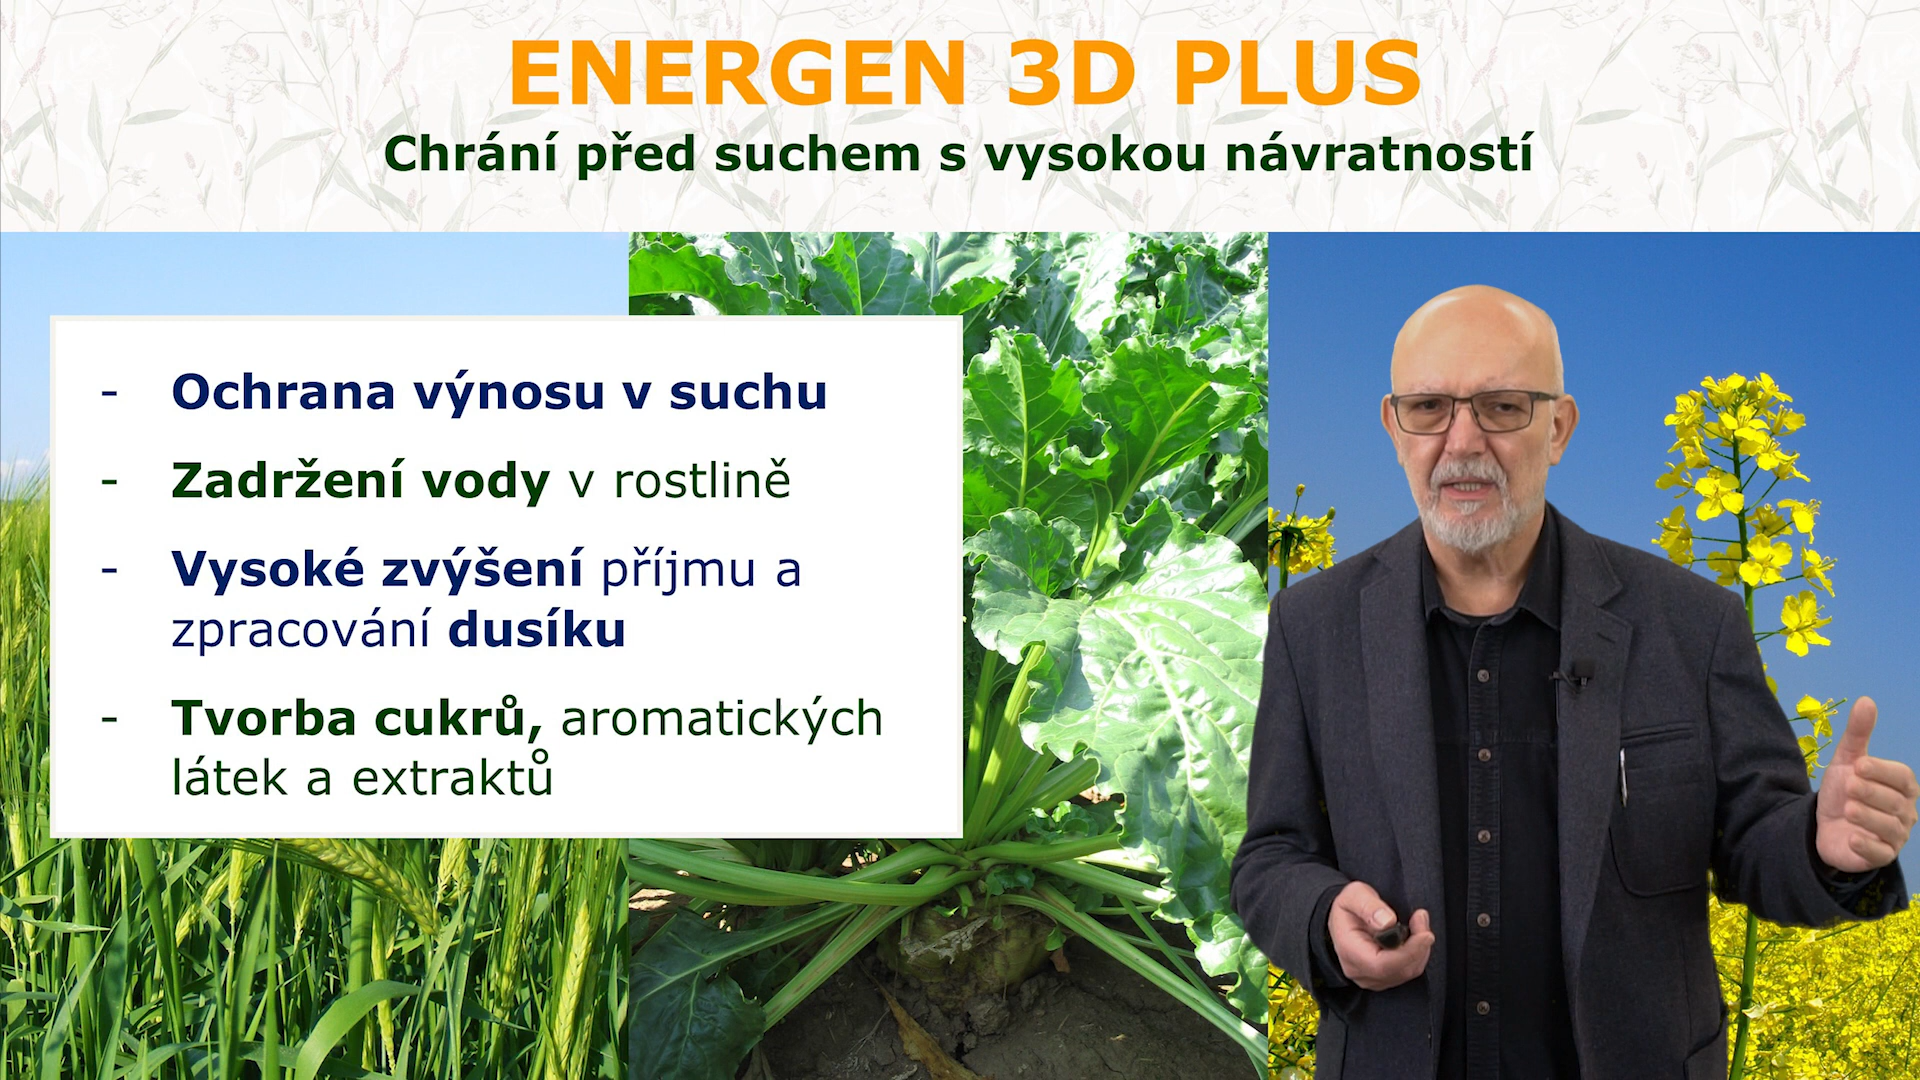 ENERGEN 3D PLUS
Chrání před suchem s vysokou návratností
- Ochrana výnosu v suchu
- Zadržení vody v rostlině
- Vysoké zvýšení příjmu a
zpracování dusíku
- Tvorba cukrů, aromatických
látek a extraktů